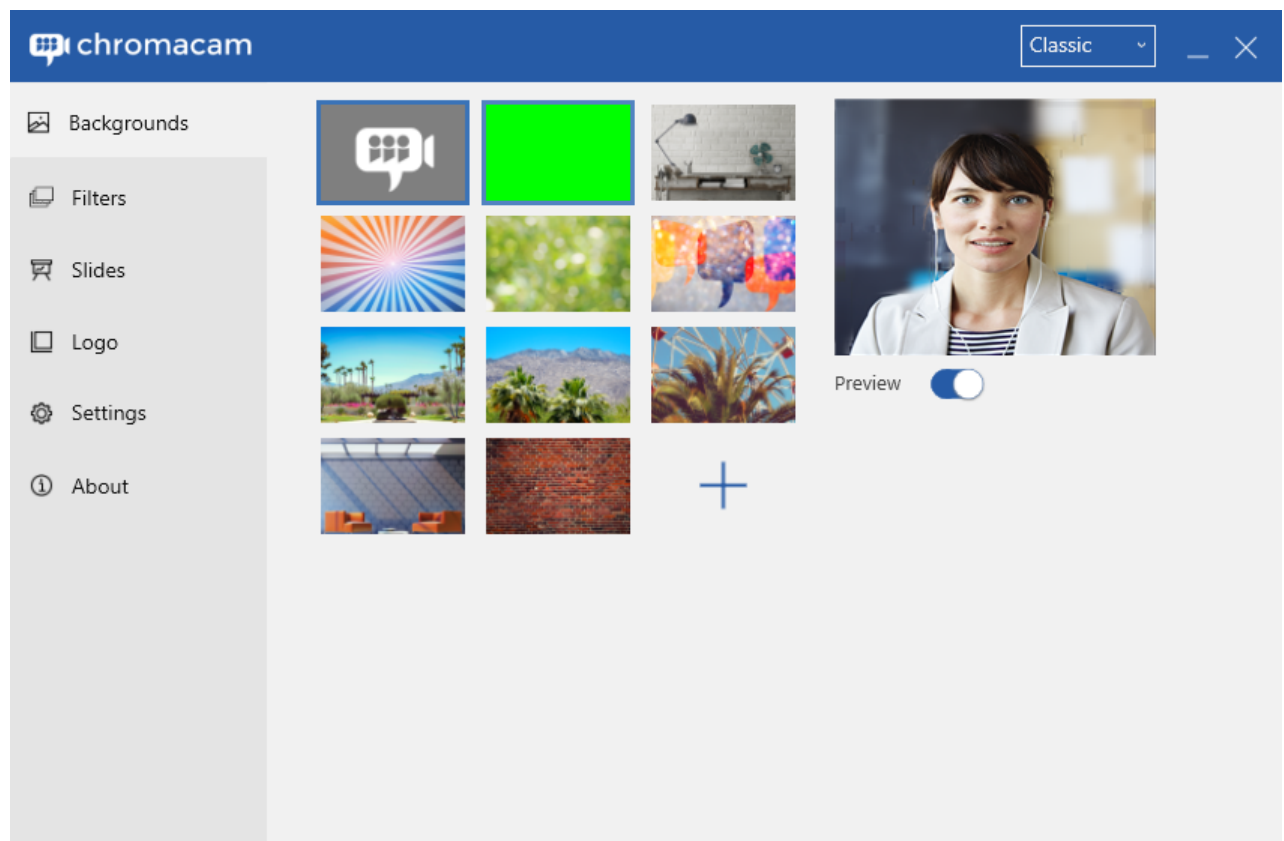 chromacam
Classic
Backgrounds
Filters
Slides
Logo
Settings
About
Preview